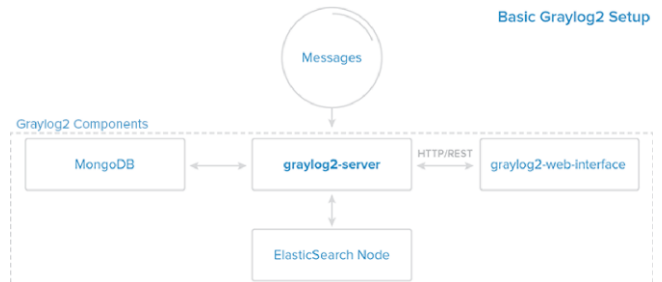 Basic Graylog2 Setup
Messages
Graylog2 Components
MongoDB
graylog2-server
HTTP/REST
graylog2-web-interface
ElasticSearch Node